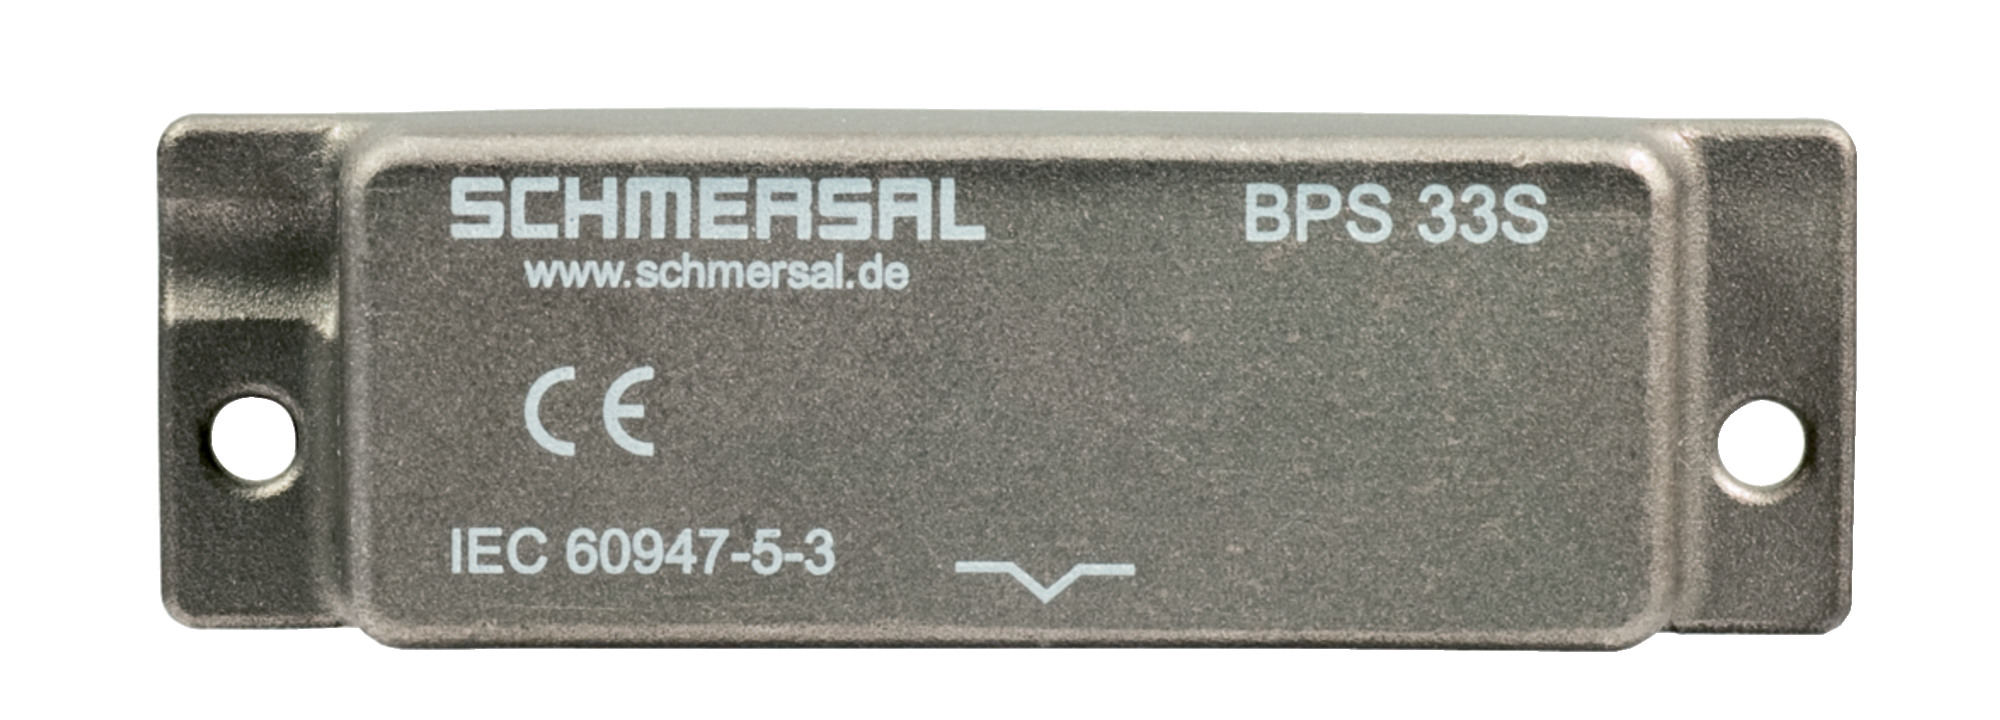 SCHMERSAL
BPS 33S
www.schmersal.de
CE
IEC 60947-5-3